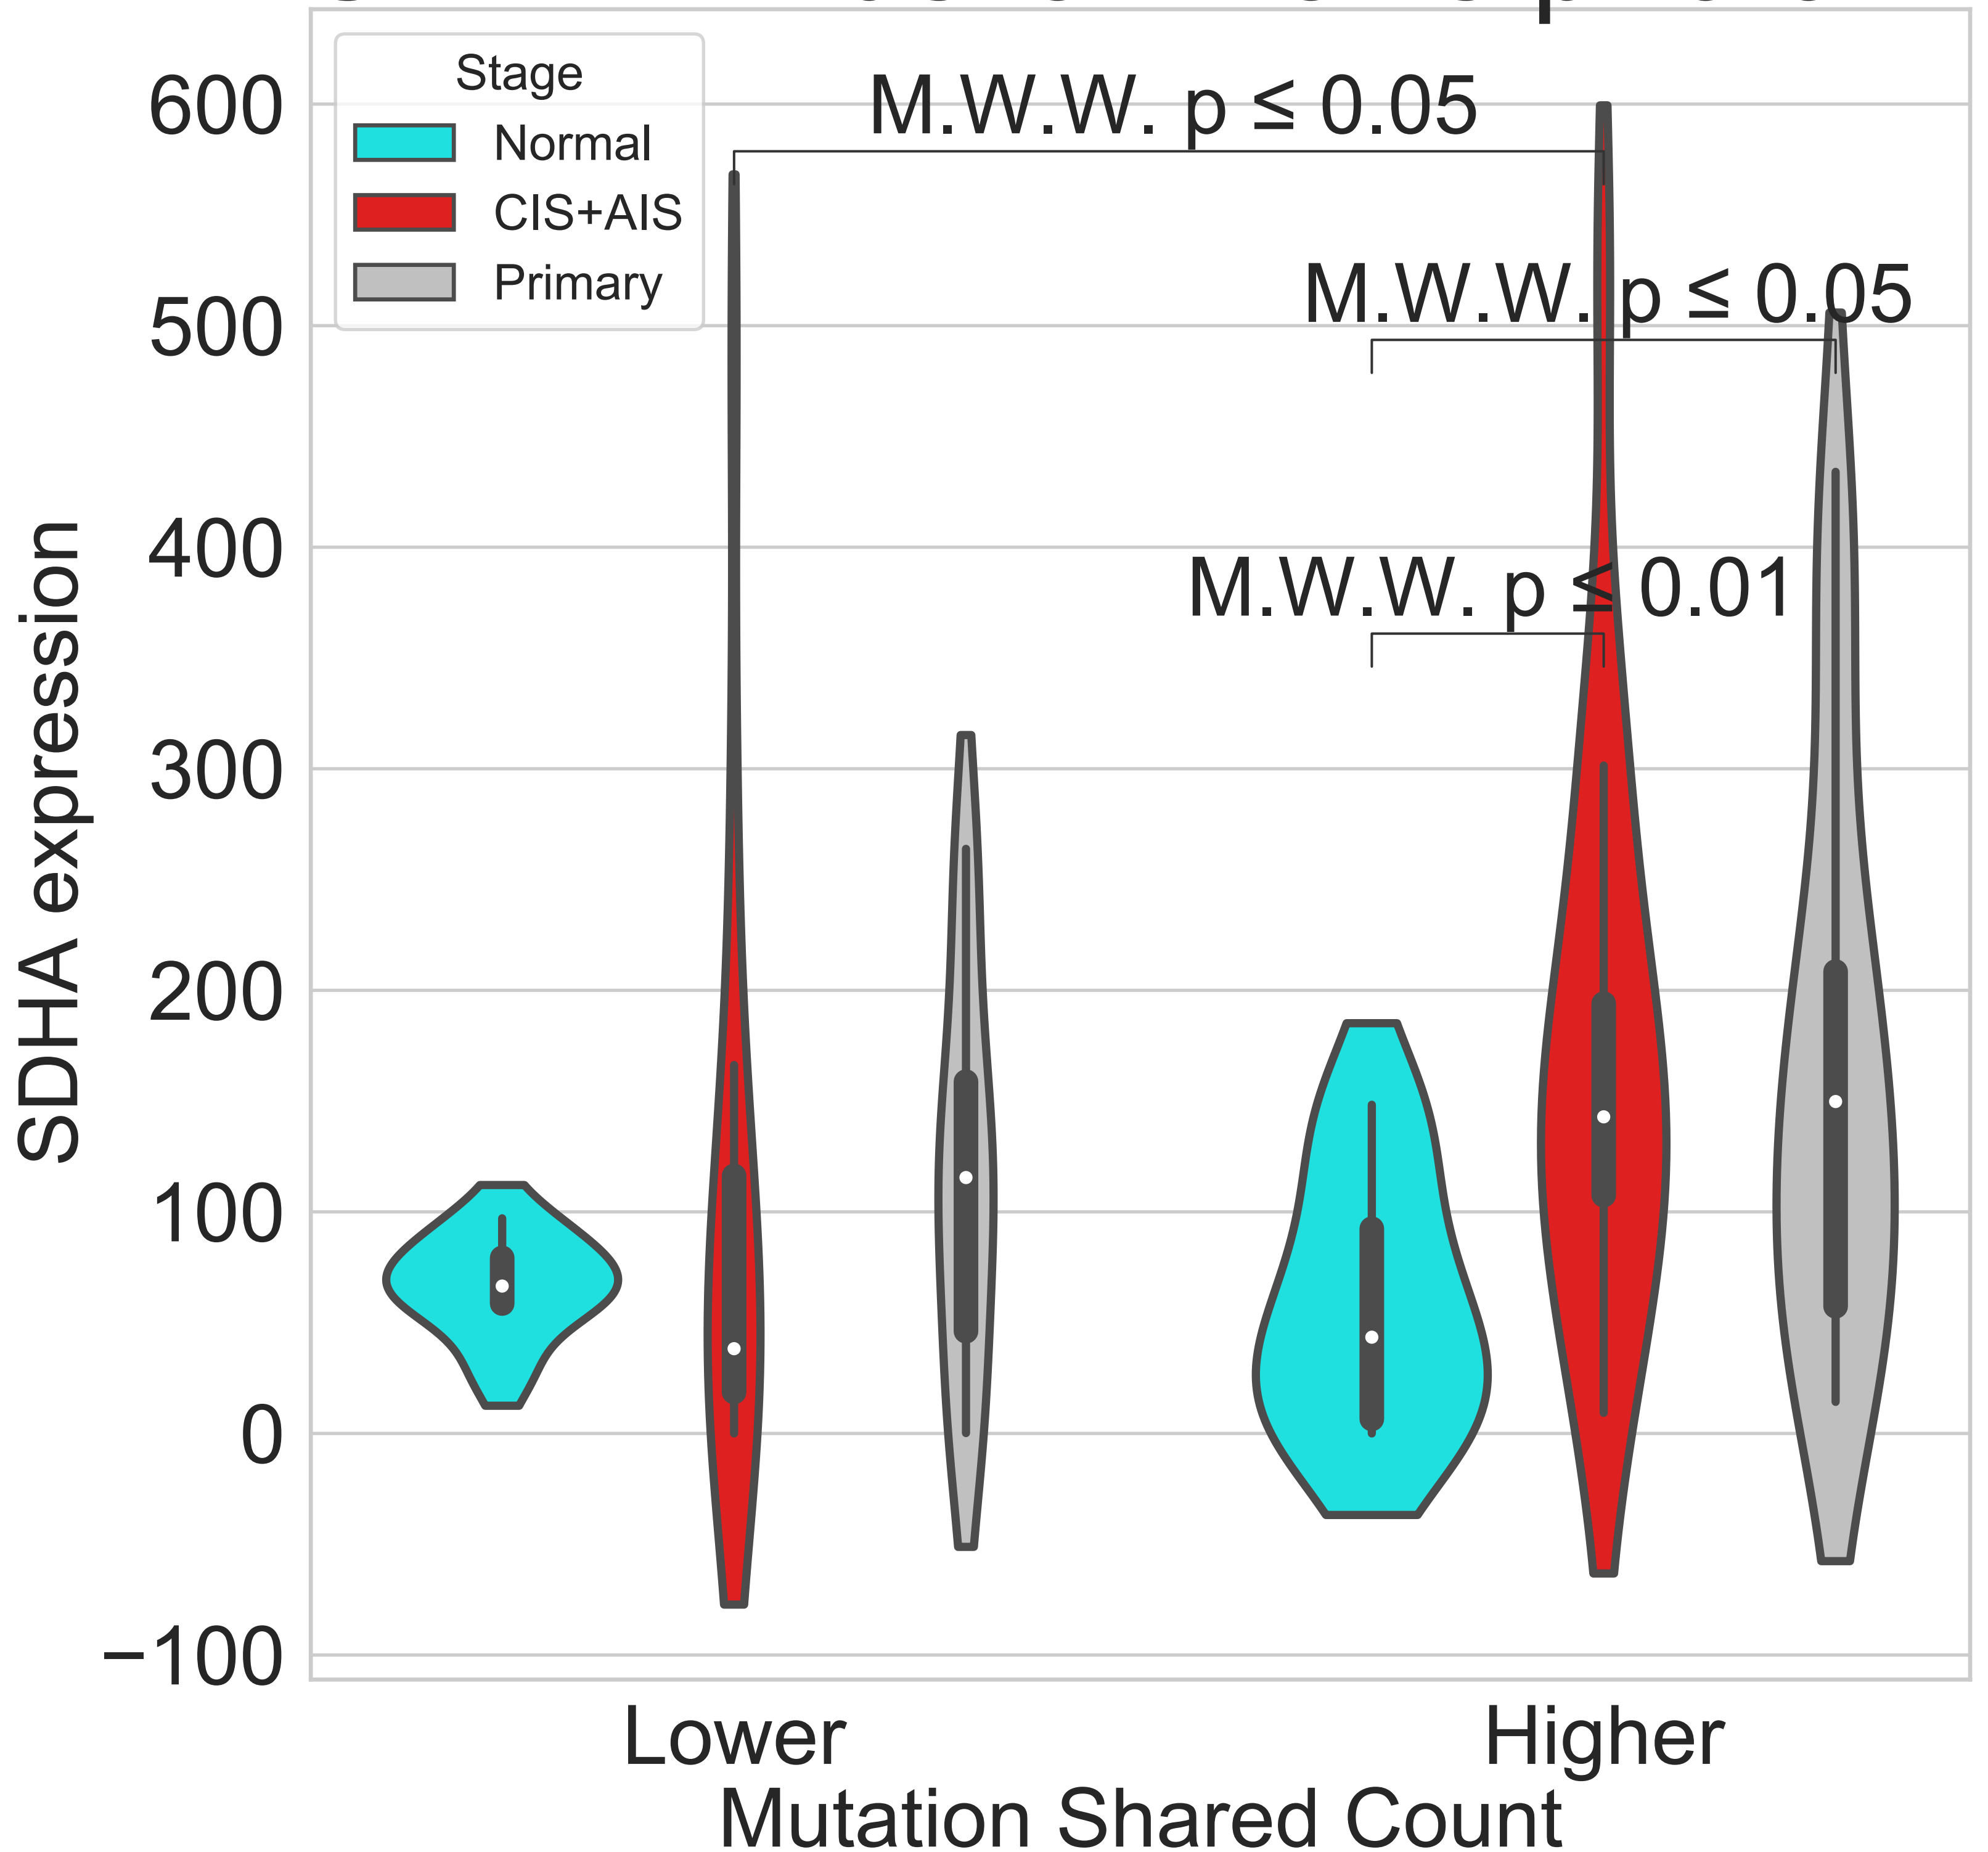 Stage
Normal
CIS+AIS
Primary
M.W.W. p ≤ 0.05
M.W.W. p ≤ 0.05
M.W.W. p ≤ 0.01
600
500
400
300
200
100
0
−100
SDHA expression
Lower
Higher
Mutation Shared Count